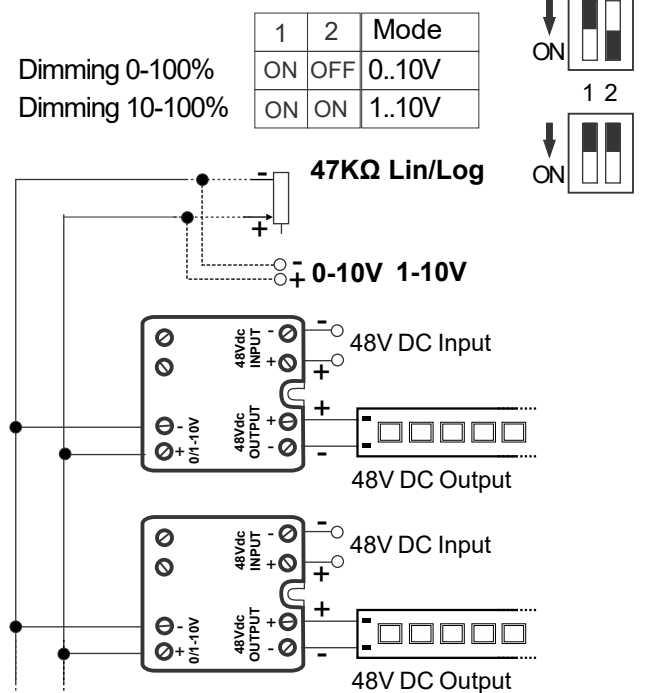 1 2 Mode
Dimming 0-100% ON OFF 0..10V
Dimming 10-100% ON ON 1..10V
ON
1 2
ON
- 47KΩ Lin/Log
+
- 0-10V 1-10V
+
48Vdc INPUT - - 48V DC Input
+ +
- 0/1-10V 48Vdc OUTPUT + +
+ - -
48V DC Output
48Vdc INPUT - - 48V DC Input
+ +
- 0/1-10V 48Vdc OUTPUT + +
+ - -
48V DC Output